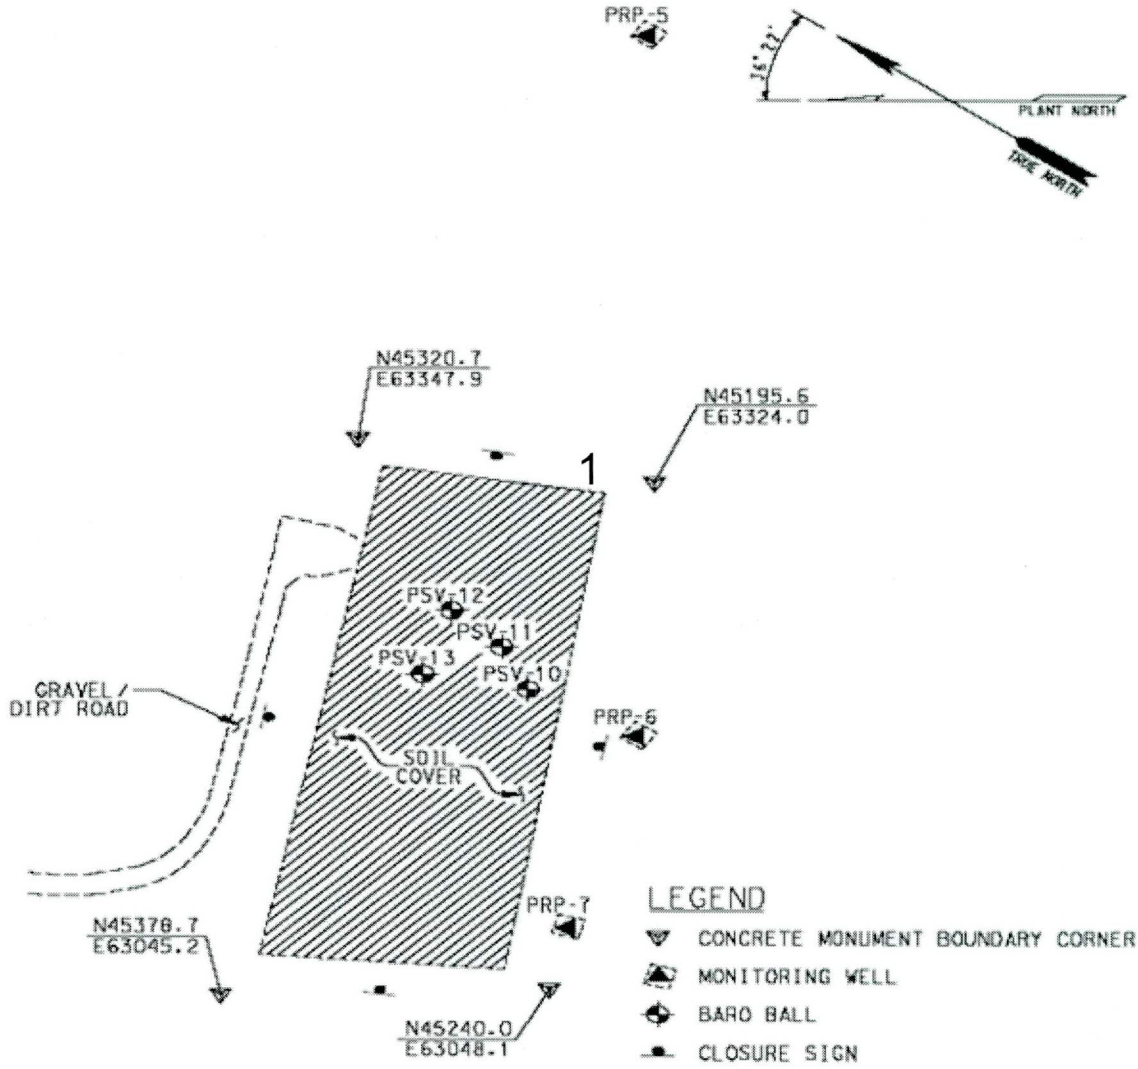 PRP-5
36° 22'
PLANT NORTH
TRUE NORTH
N45320.7
E63347.9
N45195.6
E63324.0
1
PSV-12
PSV-11
PSV-13
PSV-10
GRAVEL/
DIRT ROAD
PRP-6
SOIL
COVER
PRP-7
N45378.7
E63045.2
N45240.0
E63048.1
LEGEND
CONCRETE MONUMENT BOUNDARY CORNER
MONITORING WELL
BARO BALL
CLOSURE SIGN